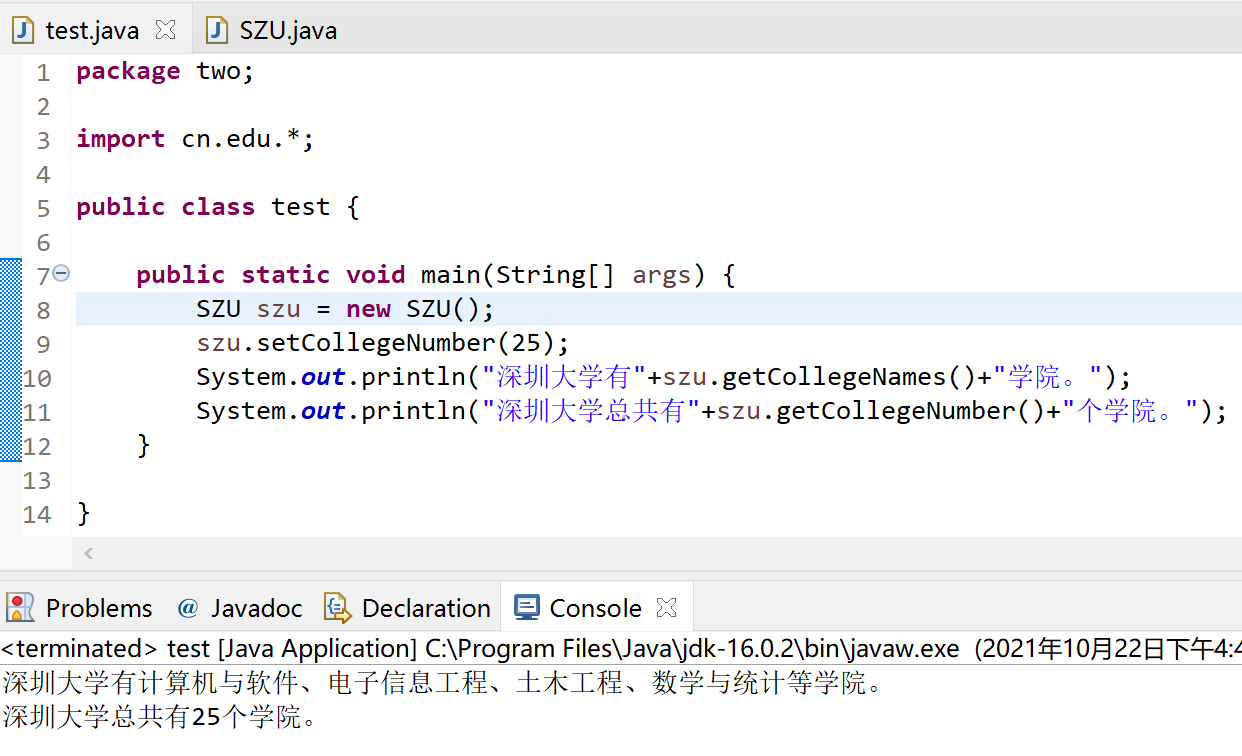 test.java SZU.java
1 package two;
2
3 import cn.edu.*;
4
5 public class test {
6
7 public static void main(String[] args) {
8 SZU szu = new SZU();
9 szu.setCollegeNumber(25);
10 System.out.println("深圳大学有"+szu.getCollegeNames()+"学院。");
11 System.out.println("深圳大学总共有"+szu.getCollegeNumber()+"个学院。");
12 }
13
14 }
Problems @ Javadoc Declaration Console
<terminated> test [Java Application] C:\Program Files\Java\jdk-16.0.2\bin\javaw.exe (2021年10月22日下午4:4
深圳大学有计算机与软件、电子信息工程、土木工程、数学与统计等学院。
深圳大学总共有25个学院。